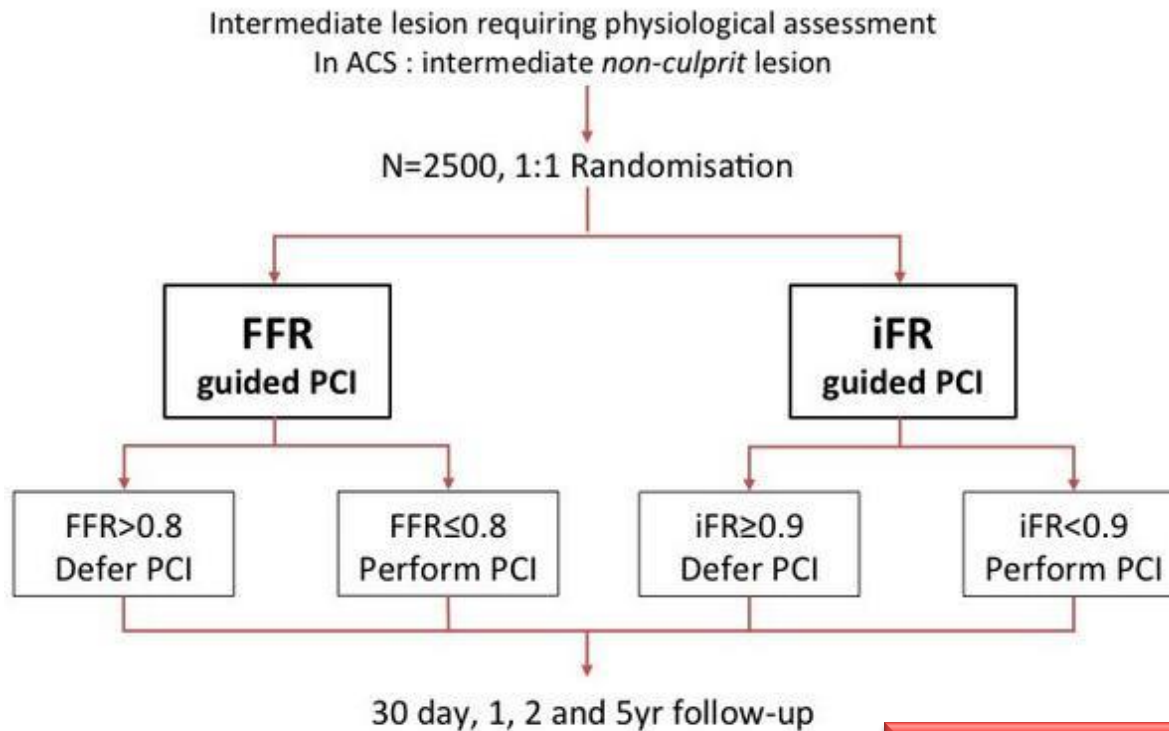 Intermediate lesion requiring physiological assessment
In ACS : intermediate non-culprit lesion
N=2500, 1:1 Randomisation
FFR
guided PCI
iFR
guided PCI
FFR>0.8
Defer PCI
FFR≤0.8
Perform PCI
iFR≥0.9
Defer PCI
iFR<0.9
Perform PCI
30 day, 1, 2 and 5yr follow-up